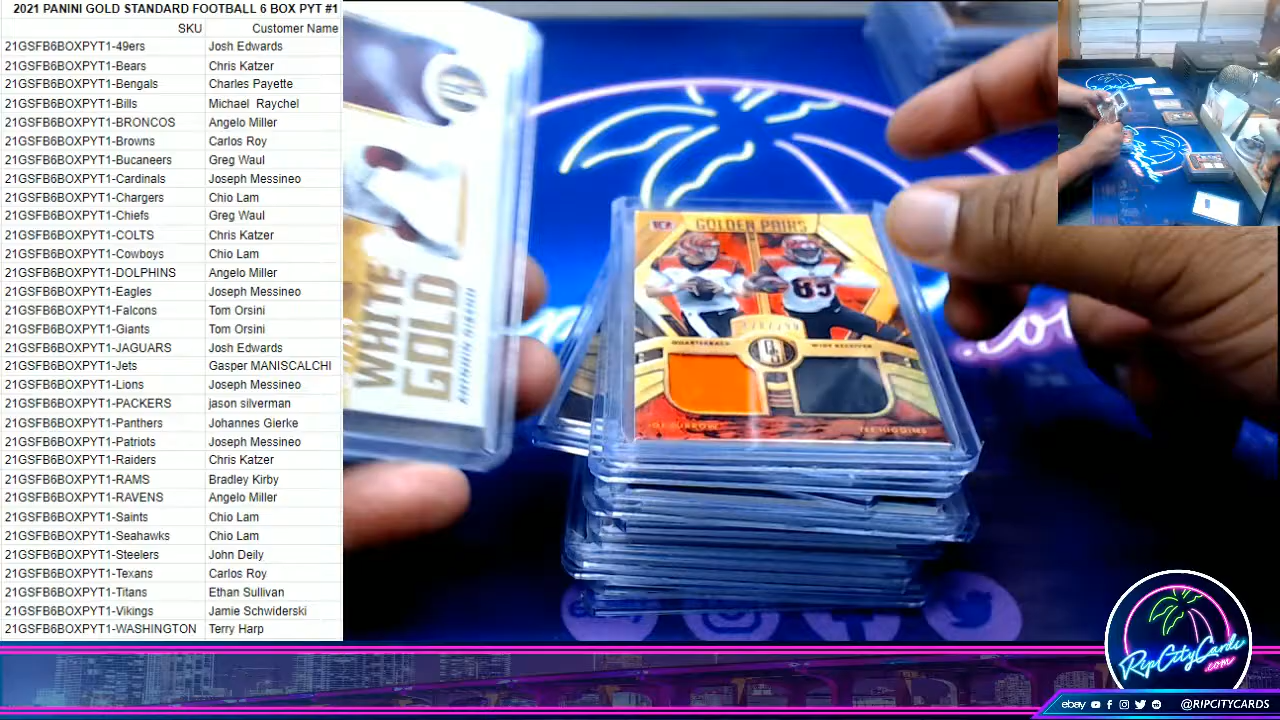 2021 PANINI GOLD STANDARD FOOTBALL 6 BOX PYT #1
SKU Customer Name
21GSFB6BOXPYT1-49ers Josh Edwards
21GSFB6BOXPYT1-Bears Chris Katzer
21GSFB6BOXPYT1-Bengals Charles Payette
21GSFB6BOXPYT1-Bills Michael Raychel
21GSFB6BOXPYT1-BRONCOS Angelo Miller
21GSFB6BOXPYT1-Browns Carlos Roy
21GSFB6BOXPYT1-Bucaneers Greg Waul
21GSFB6BOXPYT1-Cardinals Joseph Messineo
21GSFB6BOXPYT1-Chargers Chio Lam
21GSFB6BOXPYT1-Chiefs Greg Waul
21GSFB6BOXPYT1-COLTS Chris Katzer
21GSFB6BOXPYT1-Cowboys Chio Lam
21GSFB6BOXPYT1-DOLPHINS Angelo Miller
21GSFB6BOXPYT1-Eagles Joseph Messineo
21GSFB6BOXPYT1-Falcons Tom Orsini
21GSFB6BOXPYT1-Giants Tom Orsini
21GSFB6BOXPYT1-JAGUARS Josh Edwards
21GSFB6BOXPYT1-Jets Gasper MANISCALCHI
21GSFB6BOXPYT1-Lions Joseph Messineo
21GSFB6BOXPYT1-PACKERS jason silverman
21GSFB6BOXPYT1-Panthers Johannes Gierke
21GSFB6BOXPYT1-Patriots Joseph Messineo
21GSFB6BOXPYT1-Raiders Chris Katzer
21GSFB6BOXPYT1-RAMS Bradley Kirby
21GSFB6BOXPYT1-RAVENS Angelo Miller
21GSFB6BOXPYT1-Saints Chio Lam
21GSFB6BOXPYT1-Seahawks Chio Lam
21GSFB6BOXPYT1-Steelers John Deily
21GSFB6BOXPYT1-Texans Carlos Roy
21GSFB6BOXPYT1-Titans Ethan Sullivan
21GSFB6BOXPYT1-Vikings Jamie Schwiderski
21GSFB6BOXPYT1-WASHINGTON Terry Harp
WHITE
GOLD
GOLDEN PAIRS
85
QUARTERBACK WIDE RECEIVER
JOE BURROW TEE HIGGINS
.co
RipCityCards
.com
ebay @RIPCITYCARDS